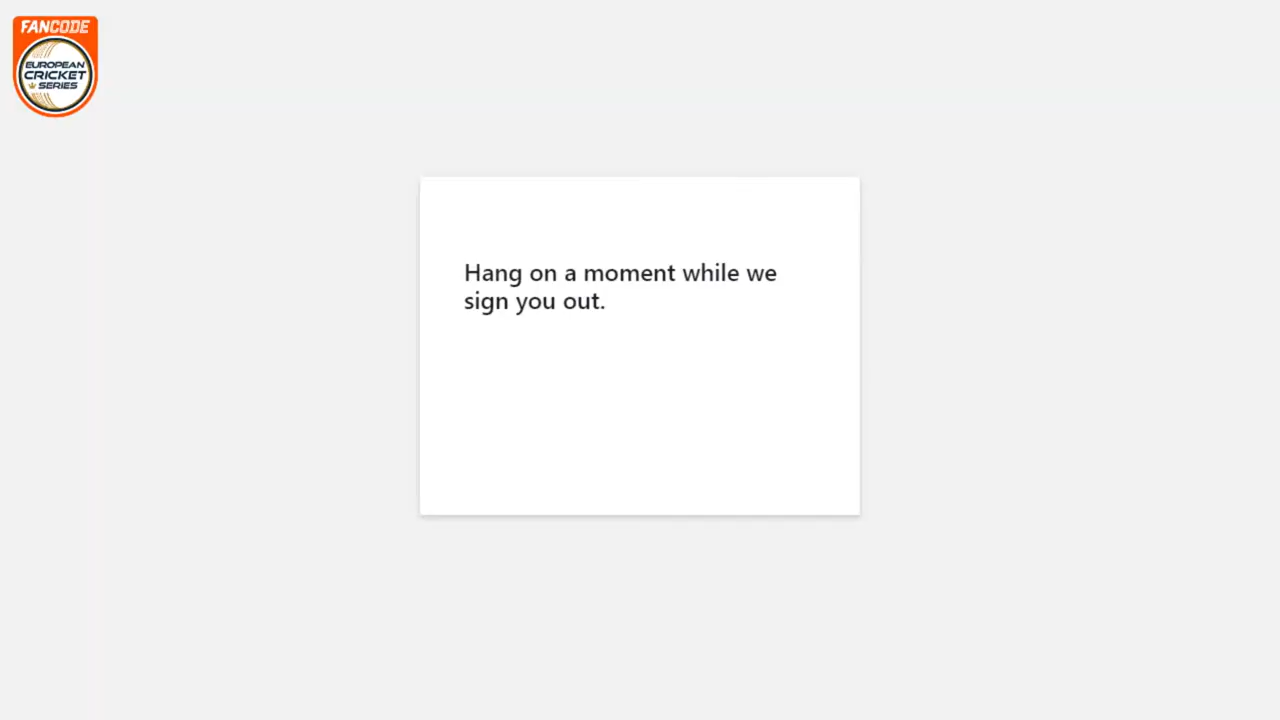 FANCODE
EUROPEAN
CRICKET
SERIES
Hang on a moment while we
sign you out.